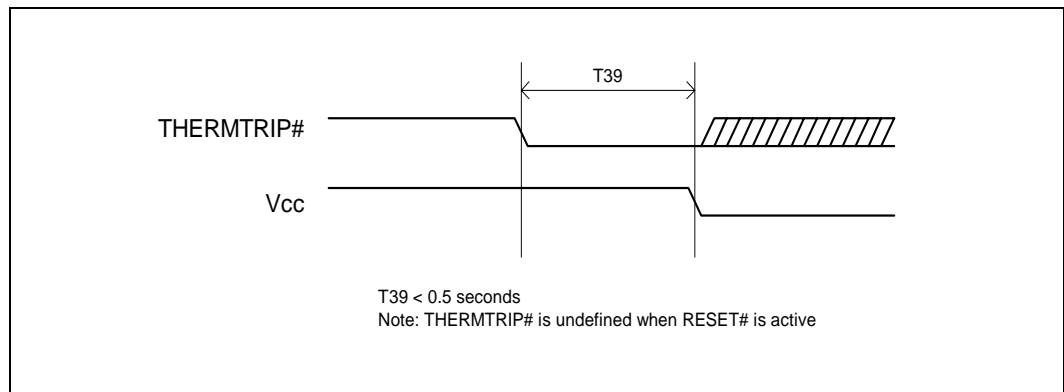 T39
THERMTRIP#
Vcc
T39 < 0.5 seconds
Note: THERMTRIP# is undefined when RESET# is active